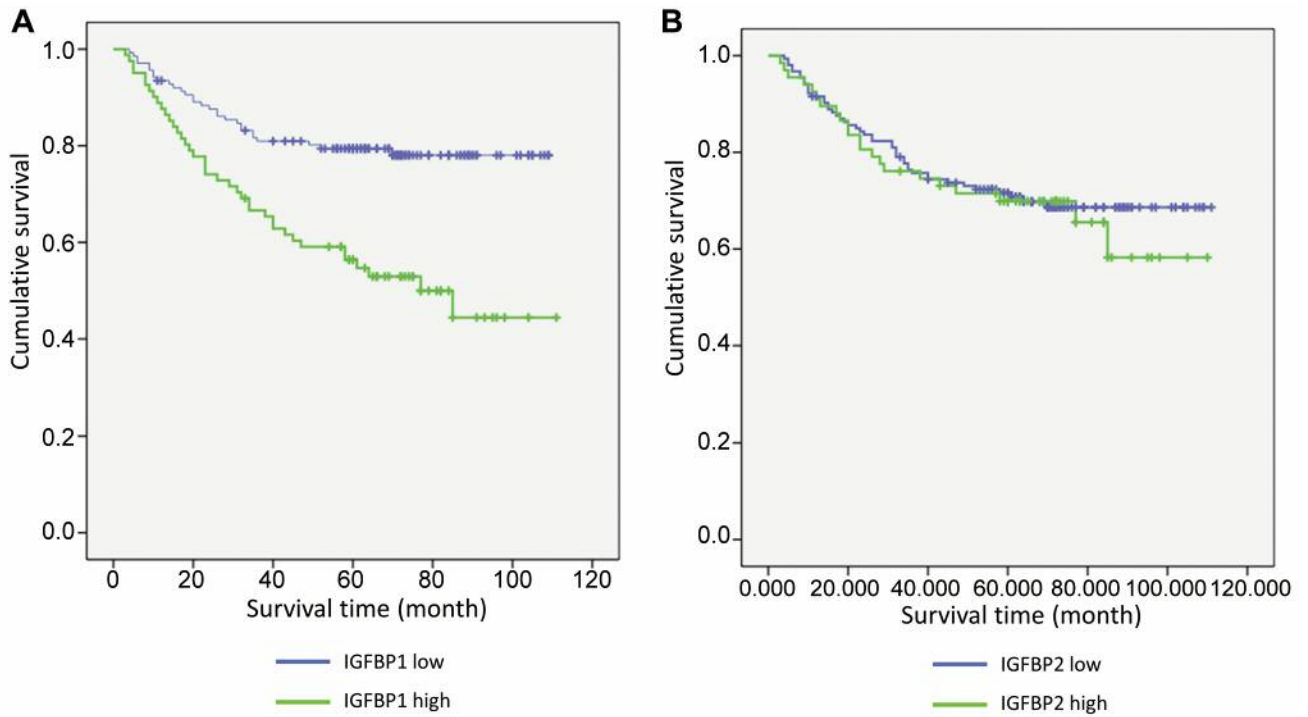 A
1.0
0.8
0.6
0.4
0.2
0.0
Cumulative survival
0 20 40 60 80 100 120
Survival time (month)
IGFBP1 low
IGFBP1 high
B
1.0
0.8
0.6
0.4
0.2
0.0
Cumulative survival
0.000 20.000 40.000 60.000 80.000 100.000 120.000
Survival time (month)
IGFBP2 low
IGFBP2 high